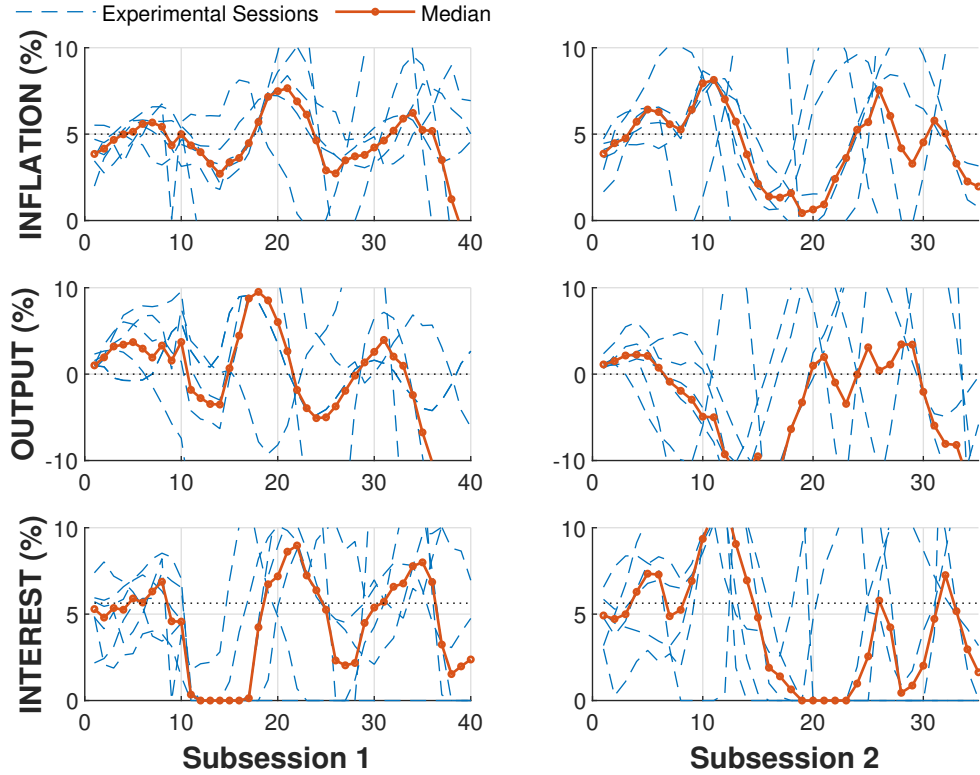 Experimental Sessions Median
INFLATION (%)
10
5
0
0 10 20 30 40
10
5
0
0 10 20 30
OUTPUT (%)
10
0
-10
0 10 20 30 40
10
0
-10
0 10 20 30
INTEREST (%)
10
5
0
0 10 20 30 40
Subsession 1
10
5
0
0 10 20 30
Subsession 2